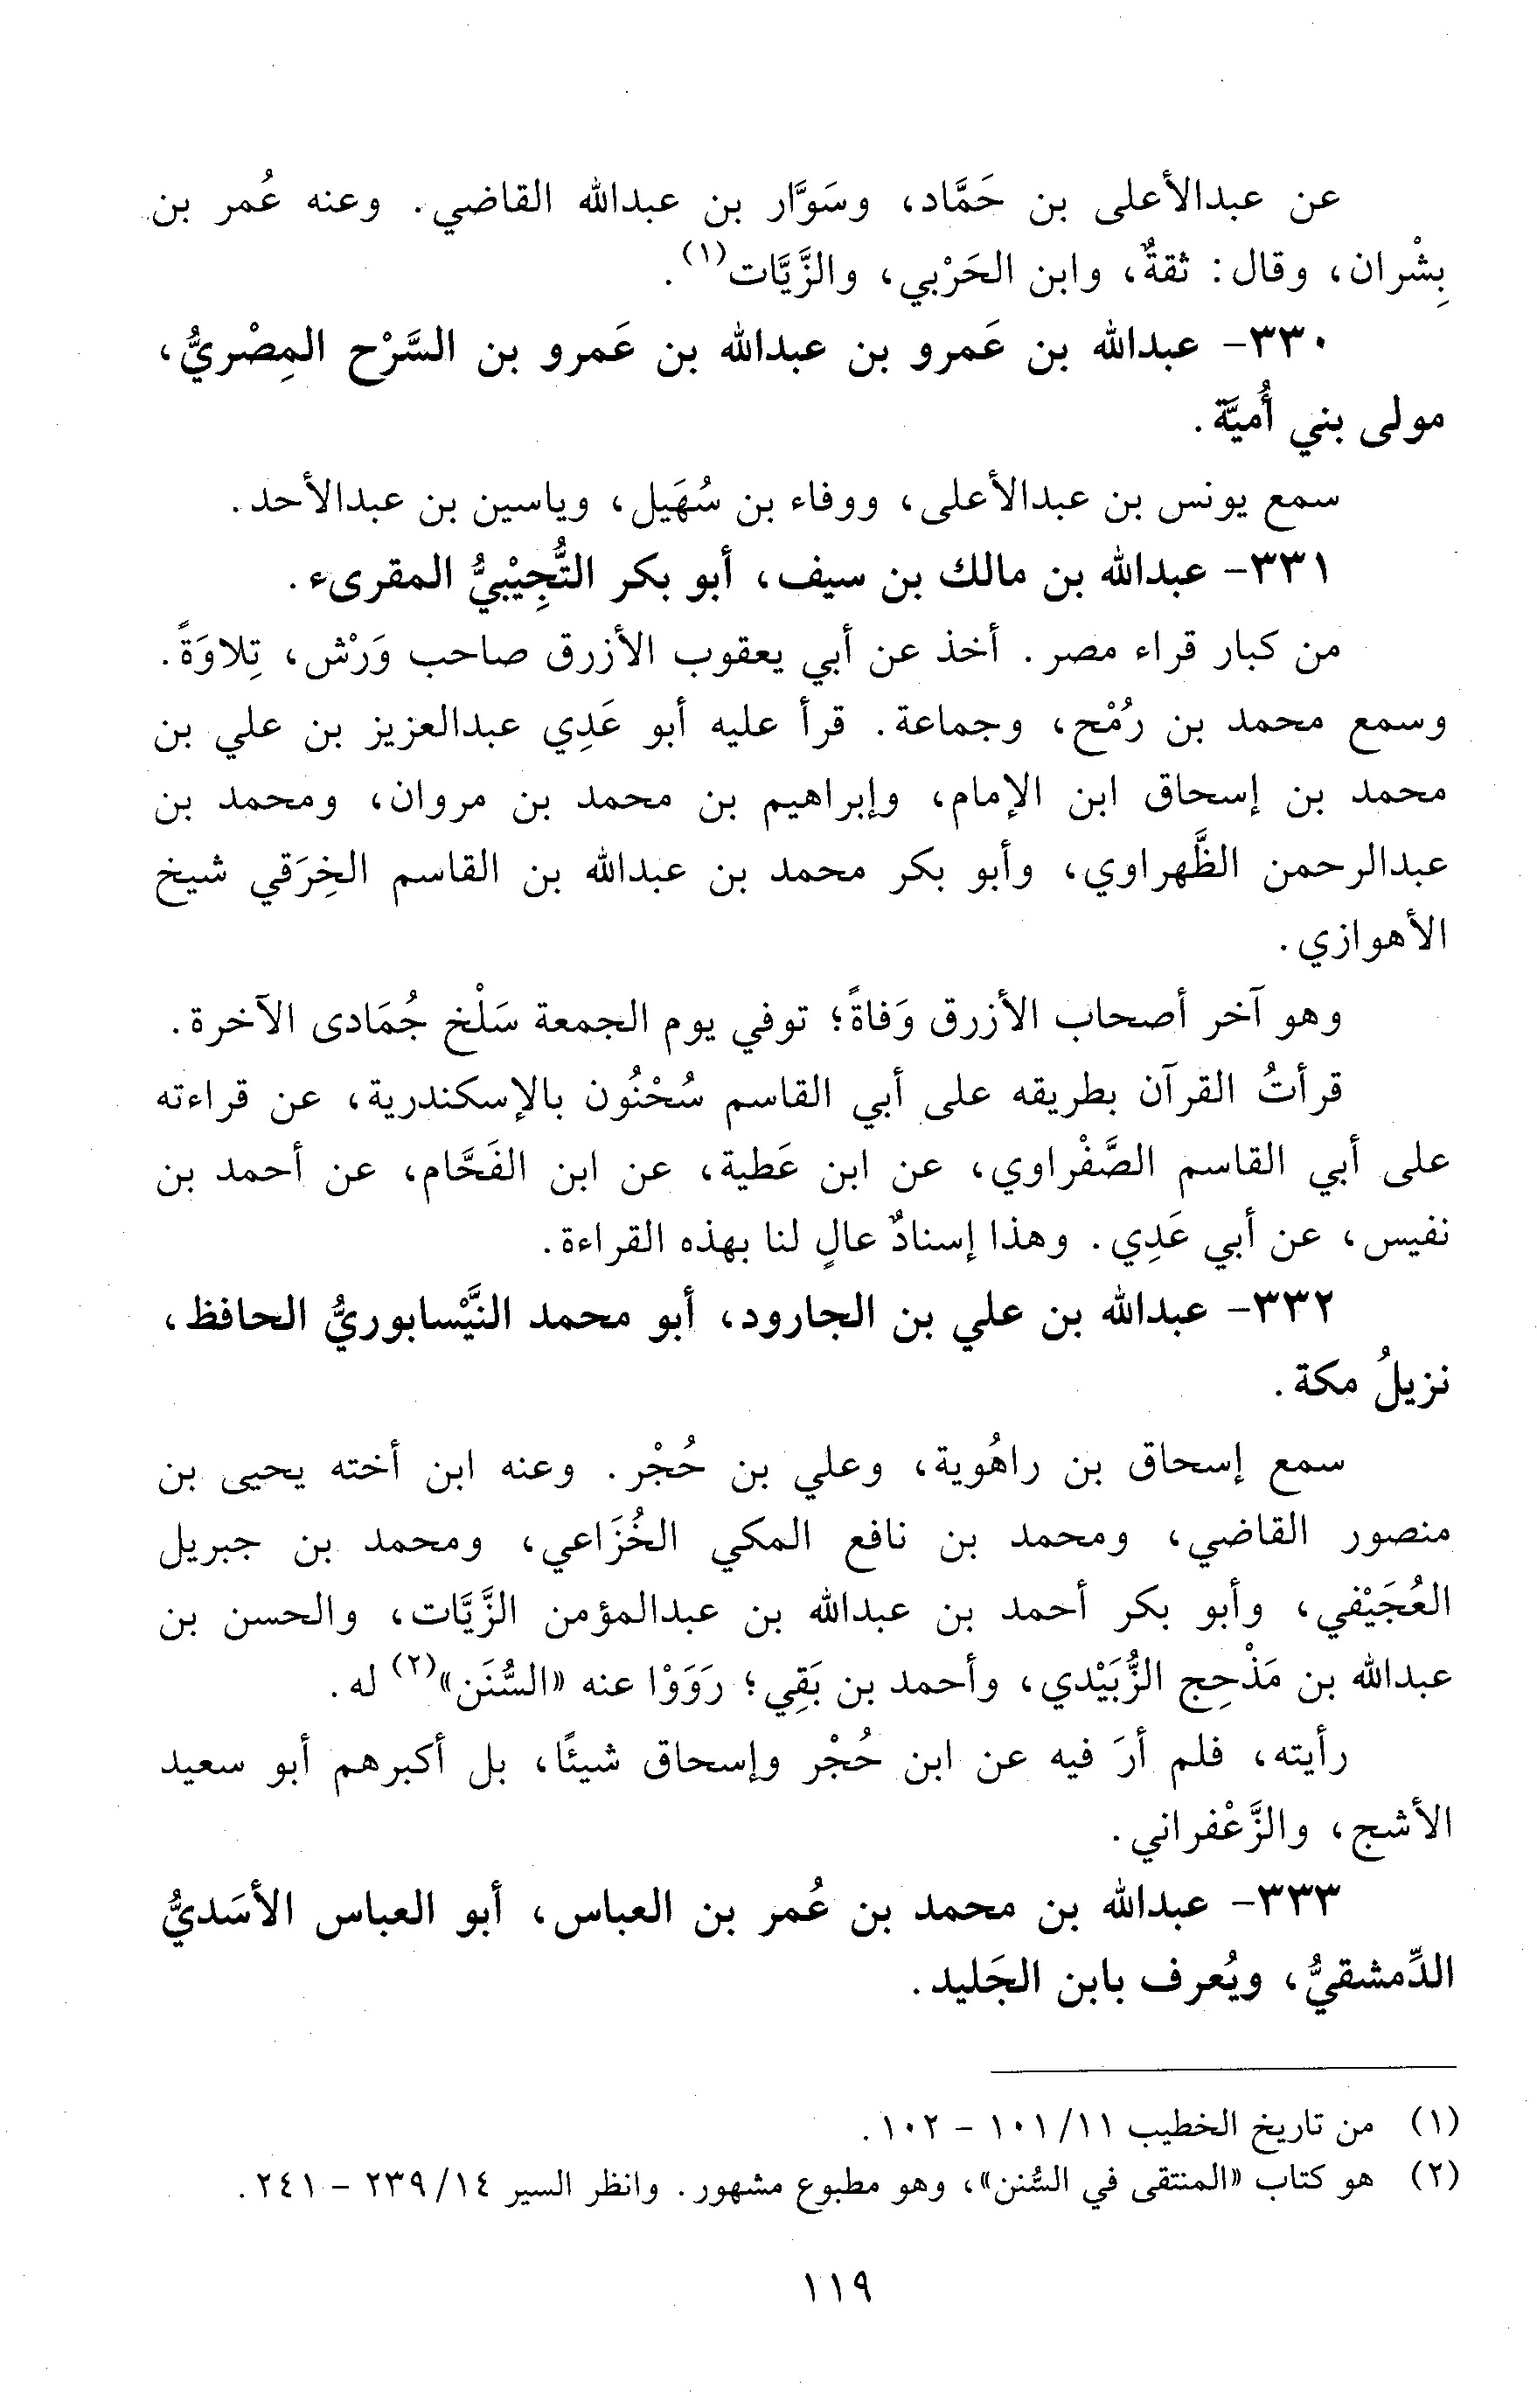 عن عبدالأعلى بن حَمَّاد، وسَوَّار بن عبدالله القاضي. وعنه عُمر بن
بِشْران، وقال: ثقةٌ، وابن الحَرْبي، والزَّيَّات(١).
٣٣٠- عبدالله بن عَمرو بن عبدالله بن عَمرو بن السَّرْح المِصْريُّ،
مولى بني أُميَّة.
سمع يونس بن عبدالأعلى، ووفاء بن سُهَيل، وياسين بن عبدالأحد.
٣٣١- عبدالله بن مالك بن سيف، أبو بكر التُّجِيْبيُّ المقرىء.
من كبار قراء مصر. أخذ عن أبي يعقوب الأزرق صاحب وَرْش، تِلاوَةً.
وسمع محمد بن رُمْح، وجماعة. قرأ عليه أبو عَدِي عبدالعزيز بن علي بن
محمد بن إسحاق ابن الإمام، وإبراهيم بن محمد بن مروان، ومحمد بن
عبدالرحمن الظَّهراوي، وأبو بكر محمد بن عبدالله بن القاسم الخِرَقي شيخ
الأهوازي.
وهو آخر أصحاب الأزرق وَفاةً؛ توفي يوم الجمعة سَلْخ جُمَادى الآخرة.
قرأتُ القرآن بطريقه على أبي القاسم سُحْنُون بالإسكندرية، عن قراءته
على أبي القاسم الصَّفْراوي، عن ابن عَطية، عن ابن الفَحَّام، عن أحمد بن
نفيس، عن أبي عَدِي. وهذا إسنادٌ عالٍ لنا بهذه القراءة.
٣٣٢- عبدالله بن علي بن الجارود، أبو محمد النَّيْسابوريُّ الحافظ،
نزيلُ مكة.
سمع إسحاق بن راهُوية، وعلي بن حُجْر. وعنه ابن أخته يحيى بن
منصور القاضي، ومحمد بن نافع المكي الخُزَاعي، ومحمد بن جبريل
العُجَيْفي، وأبو بكر أحمد بن عبدالله بن عبدالمؤمن الزَّيَّات، والحسن بن
عبدالله بن مَذْحِج الزُّبَيْدي، وأحمد بن بَقِي؛ رَوَوْا عنه «السُّنَن»(٢) له.
رأيته، فلم أرَ فيه عن ابن حُجْر وإسحاق شيئًا، بل أكبرهم أبو سعيد
الأشج، والزَّعْفراني.
٣٣٣- عبدالله بن محمد بن عُمر بن العباس، أبو العباس الأسَديُّ
الدِّمشقيُّ، ويُعرف بابن الجَليد.
(١) من تاريخ الخطيب ١١/ ١٠١ - ١٠٢.
(٢) هو كتاب «المنتقى في السُّنن»، وهو مطبوع مشهور. وانظر السير ١٤/ ٢٣٩ - ٢٤١.
١١٩